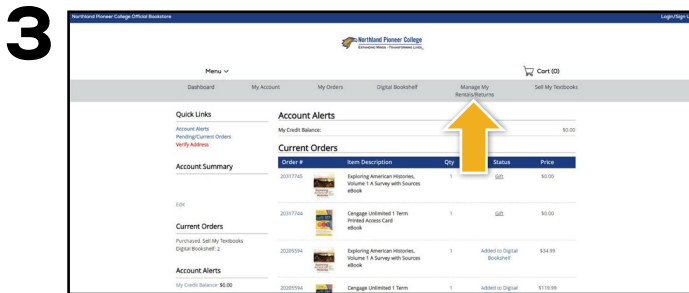 3
Northland Pioneer College Official Bookstore
Login/Sign U
Northland Pioneer College
Expanding Minds • Transforming Lives
Menu
Cart (0)
Dashboard My Account My Orders Digital Bookshelf Manage My Rentals/Returns Sell My Textbooks
Quick Links
Account Alerts
Pending/Current Orders
Verify Address
Account Summary
Edit
Current Orders
Purchased: Sell My Textbooks
Digital Bookshelf: 2
Account Alerts
My Credit Balance: $0.00
Account Alerts
My Credit Balance: $0.00
Current Orders
Order # Item Description Qty Status Price
20317745 Exploring American Histories, 1 Gift $0.00
Volume 1 A Survey with Sources
eBook
20317744 Cengage Unlimited 1 Term 1 Gift $0.00
Printed Access Card
eBook
20295594 Exploring American Histories, 1 Added to Digital $34.99
Volume 1 A Survey with Sources Bookshelf
eBook
20295594 Cengage Unlimited 1 Term 1 Added to Digital $119.99